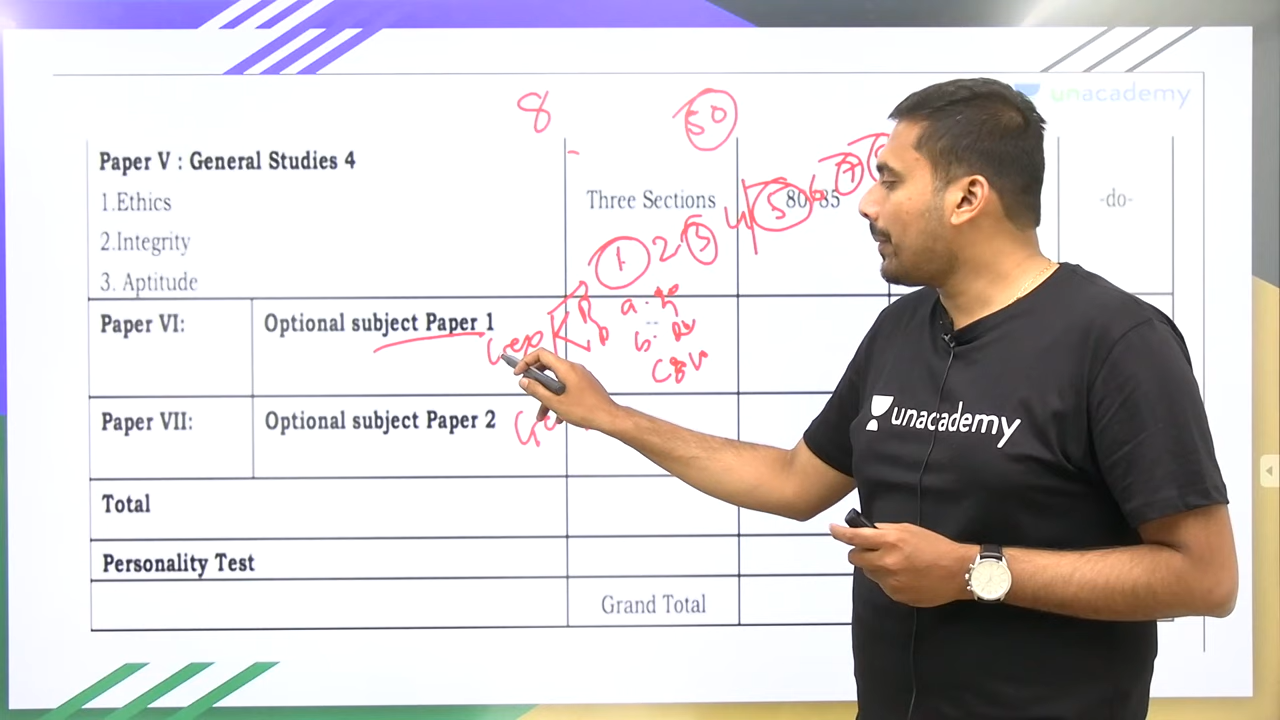 unacademy
8
50
Paper V : General Studies 4
1.Ethics
2.Integrity
3. Aptitude
Three Sections
80
85
-do-
1 2 3 4 5 6 7
Paper VI:
Optional subject Paper 1
a.
b.
Paper VII:
Optional subject Paper 2
Total
Personality Test
Grand Total
unacademy